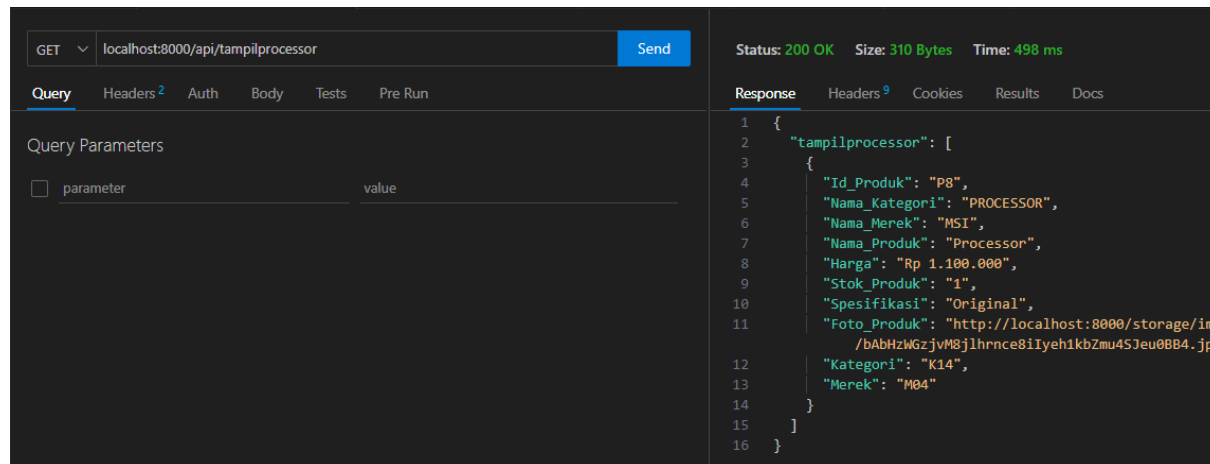 GET localhost:8000/api/tampilprocessor Send
Query Headers 2 Auth Body Tests Pre Run
Query Parameters
parameter value
Status: 200 OK Size: 310 Bytes Time: 498 ms
Response Headers 9 Cookies Results Docs
1 {
2 "tampilprocessor": [
3 {
4 "Id_Produk": "P8",
5 "Nama_Kategori": "PROCESSOR",
6 "Nama_Merek": "MSI",
7 "Nama_Produk": "Processor",
8 "Harga": "Rp 1.100.000",
9 "Stok_Produk": "1",
10 "Spesifikasi": "Original",
11 "Foto_Produk": "http://localhost:8000/storage/im
/bAbHzWGzjvM8jlhrnce8iIyeh1kbZmu4SJeu0BB4.jp
12 "Kategori": "K14",
13 "Merek": "M04"
14 }
15 ]
16 }